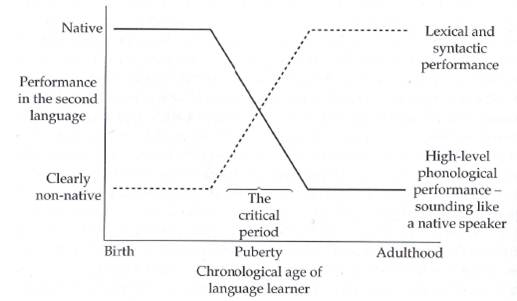 Native
Lexical and
syntactic
performance
Performance
in the second
language
Clearly
non-native
High-level
phonological
performance –
sounding like
a native speaker
The
critical
period
Birth
Puberty
Adulthood
Chronological age of
language learner